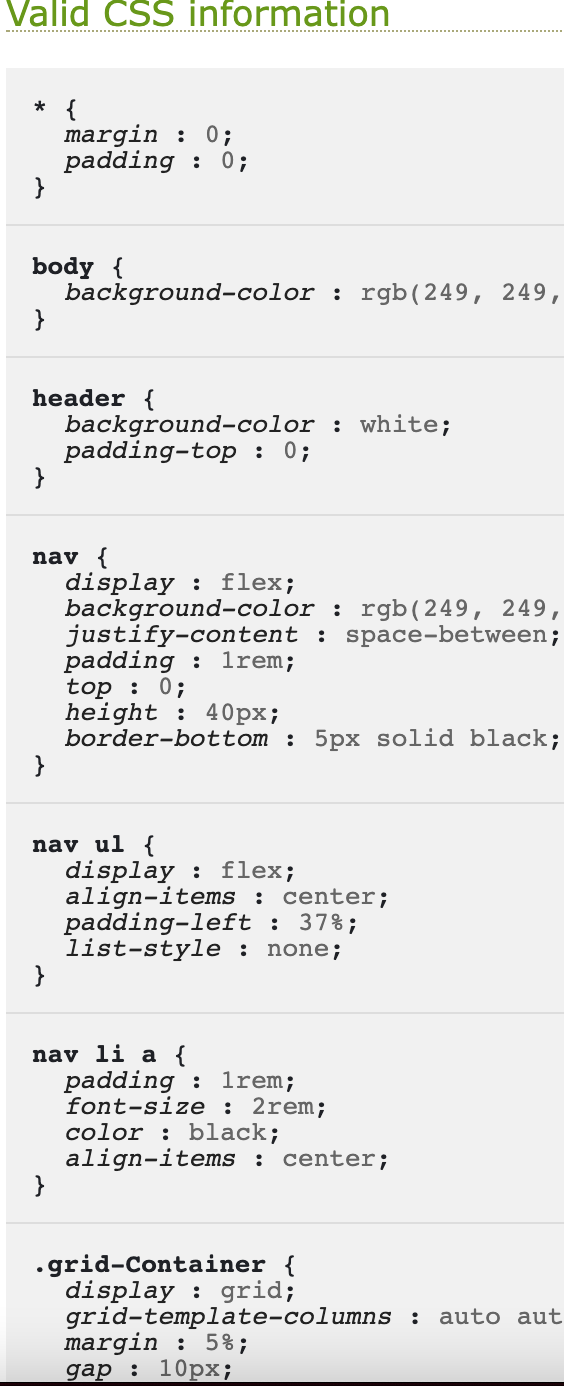 Valid CSS information
* {
margin : 0;
padding : 0;
}
body {
background-color : rgb(249, 249,
}
header {
background-color : white;
padding-top : 0;
}
nav {
display : flex;
background-color : rgb(249, 249,
justify-content : space-between;
padding : 1rem;
top : 0;
height : 40px;
border-bottom : 5px solid black;
}
nav ul {
display : flex;
align-items : center;
padding-left : 37%;
list-style : none;
}
nav li a {
padding : 1rem;
font-size : 2rem;
color : black;
align-items : center;
}
.grid-Container {
display : grid;
grid-template-columns : auto aut
margin : 5%;
gap : 10px;